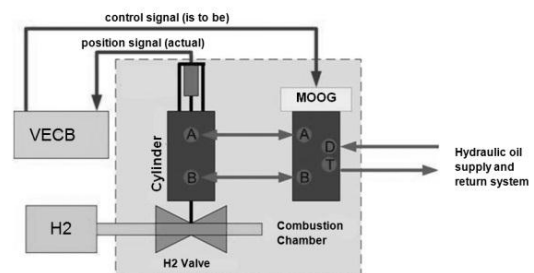 control signal (is to be)
position signal (actual)
MOOG
VECB
Cylinder
A
A
D
T
B
B
Hydraulic oil
supply and
return system
H2
Combustion
Chamber
H2 Valve